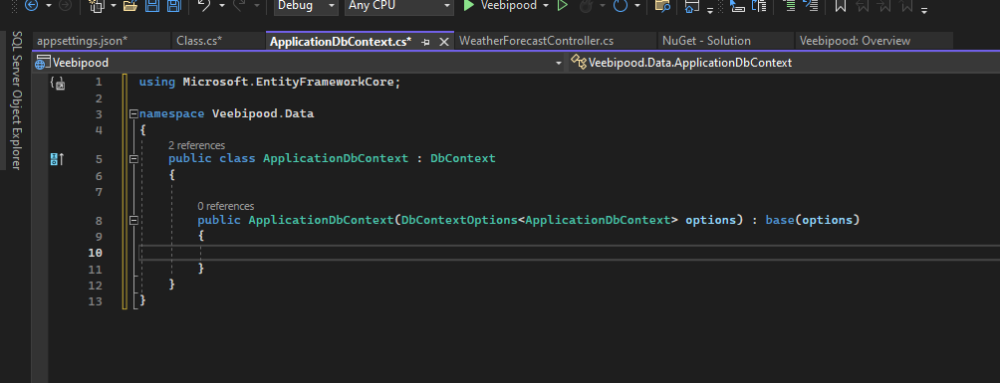 Debug
Any CPU
Veebipood
SQL Server Object Explorer
appsettings.json*
Class.cs*
ApplicationDbContext.cs*
WeatherForecastController.cs
NuGet - Solution
Veebipood: Overview
Veebipood
Veebipood.Data.ApplicationDbContext
1 using Microsoft.EntityFrameworkCore;
2
3 namespace Veebipood.Data
4 {
2 references
5 public class ApplicationDbContext : DbContext
6 {
7
0 references
8 public ApplicationDbContext(DbContextOptions<ApplicationDbContext> options) : base(options)
9 {
10
11 }
12 }
13 }